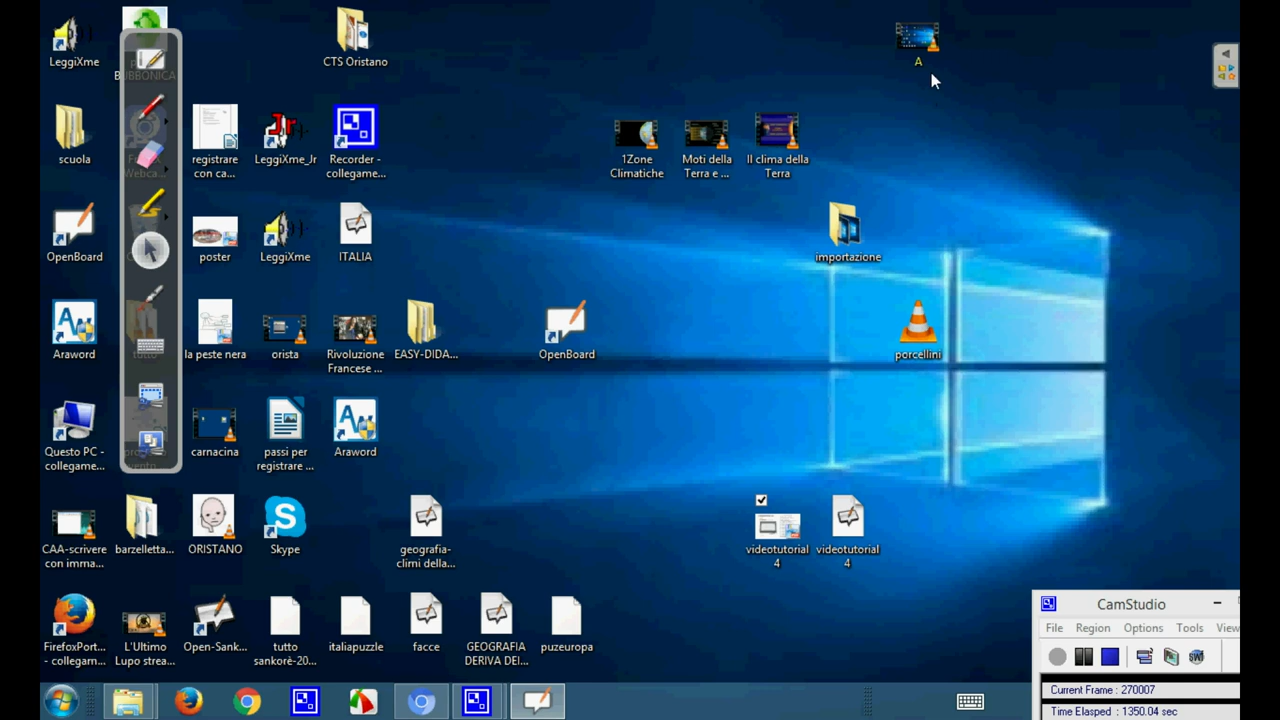 LeggiXme
BUBBONICA
CTS Oristano
A
scuola
Webca...
registrare
con ca...
LeggiXme_Jr
Recorder -
collegame...
1Zone
Climatiche
Moti della
Terra e ...
Il clima della
Terra
OpenBoard
poster
LeggiXme
ITALIA
importazione
Araword
la peste nera
orista
Rivoluzione
Francese ...
EASY-DIDA...
OpenBoard
porcellini
Questo PC -
collegame...
carnacina
passi per
registrare ...
Araword
CAA-scrivere
con imma...
barzelletta...
ORISTANO
Skype
geografia-
climi della...
videotutorial
4
videotutorial
4
FirefoxPort...
- collegam...
L'Ultimo
Lupo strea...
Open-Sank...
tutto
sankorè-20...
italiapuzzle
facce
GEOGRAFIA
DERIVA DEI...
puzeuropa
CamStudio
File Region Options Tools View
Current Frame : 270007
Time Elasped : 1350.04 sec